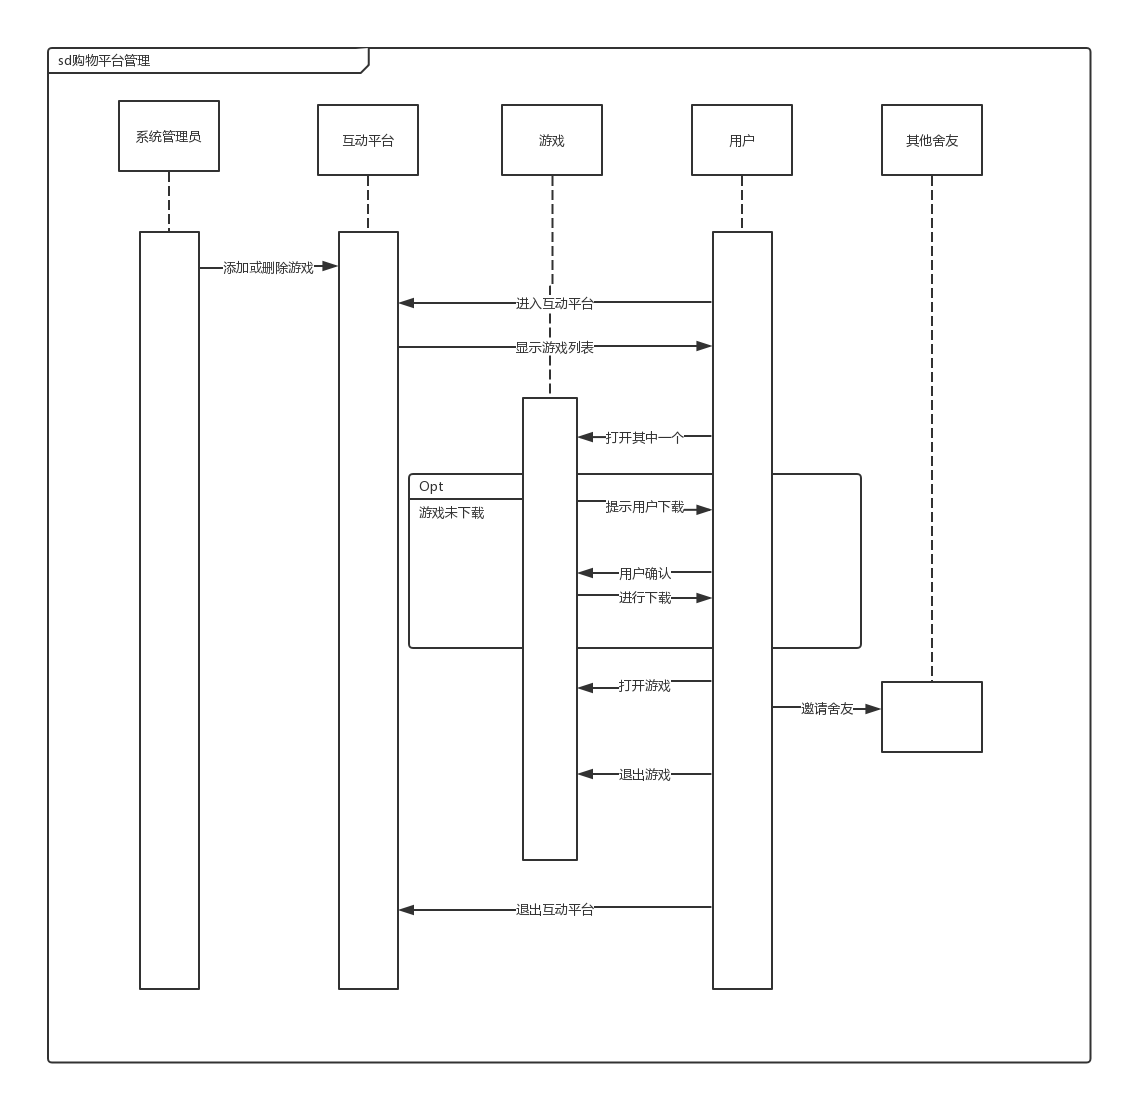 sd购物平台管理
系统管理员
互动平台
游戏
用户
其他舍友
添加或删除游戏
进入互动平台
显示游戏列表
打开其中一个
Opt
游戏未下载
提示用户下载
用户确认
进行下载
打开游戏
邀请舍友
退出游戏
退出互动平台